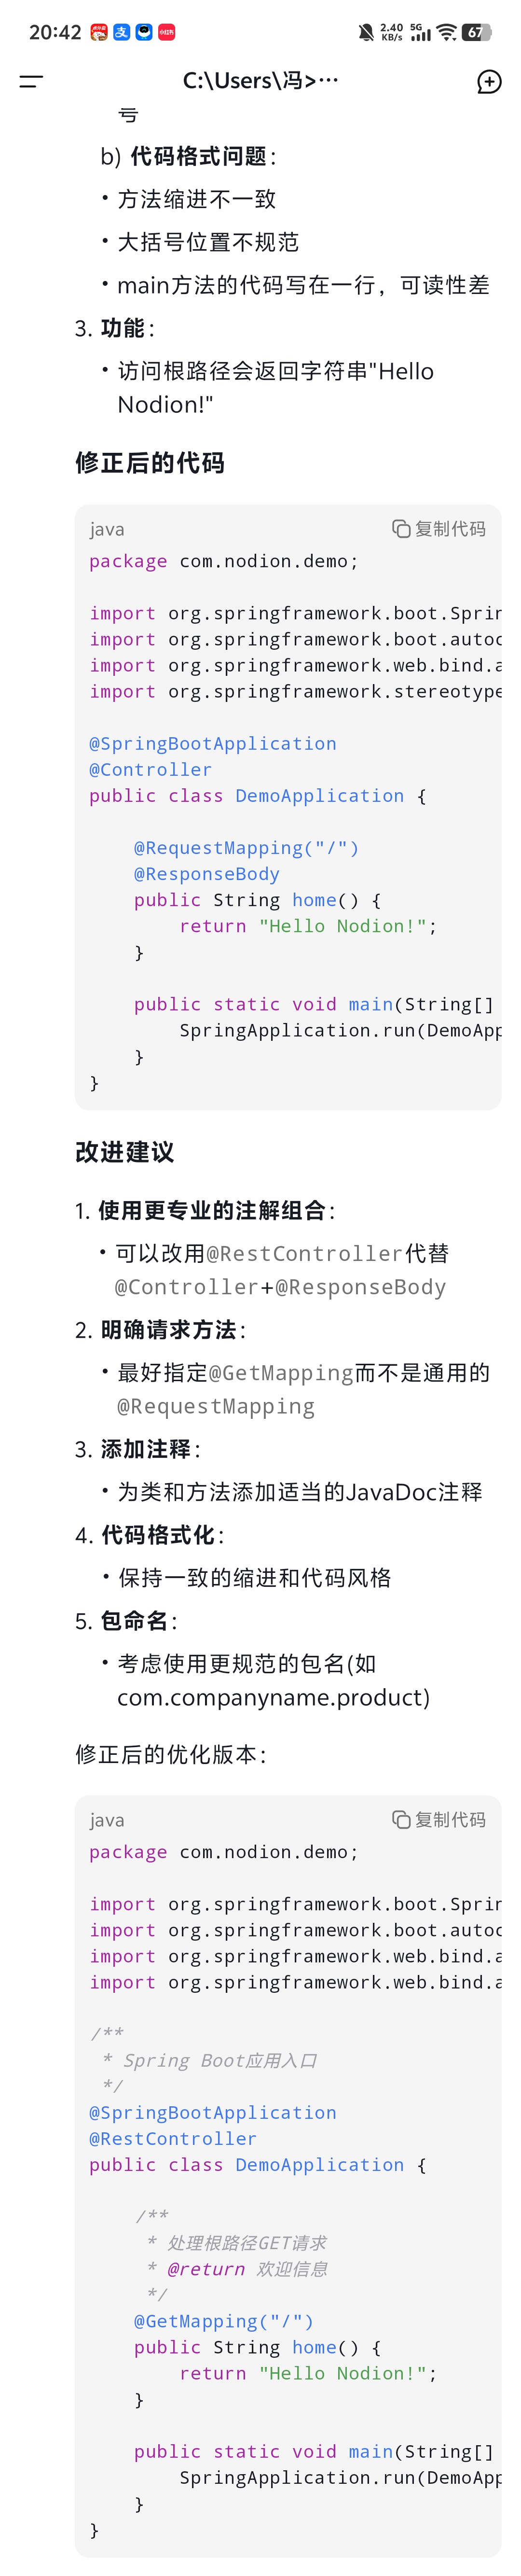 20:42
2.40 KB/s 5G 67
C:\Users\冯>…
号
b) 代码格式问题：
• 方法缩进不一致
• 大括号位置不规范
• main方法的代码写在一行，可读性差
3. 功能：
• 访问根路径会返回字符串"Hello
Nodion!"
修正后的代码
java 复制代码
package com.nodion.demo;
import org.springframework.boot.Sprin
import org.springframework.boot.autoc
import org.springframework.web.bind.a
import org.springframework.stereotype
@SpringBootApplication
@Controller
public class DemoApplication {
@RequestMapping("/")
@ResponseBody
public String home() {
return "Hello Nodion!";
}
public static void main(String[]
SpringApplication.run(DemoApp
}
}
改进建议
1. 使用更专业的注解组合：
• 可以改用@RestController代替
@Controller+@ResponseBody
2. 明确请求方法：
• 最好指定@GetMapping而不是通用的
@RequestMapping
3. 添加注释：
• 为类和方法添加适当的JavaDoc注释
4. 代码格式化：
• 保持一致的缩进和代码风格
5. 包命名：
• 考虑使用更规范的包名(如
com.companyname.product)
修正后的优化版本：
java 复制代码
package com.nodion.demo;
import org.springframework.boot.Sprin
import org.springframework.boot.autoc
import org.springframework.web.bind.a
import org.springframework.web.bind.a
/**
* Spring Boot应用入口
*/
@SpringBootApplication
@RestController
public class DemoApplication {
/**
* 处理根路径GET请求
* @return 欢迎信息
*/
@GetMapping("/")
public String home() {
return "Hello Nodion!";
}
public static void main(String[]
SpringApplication.run(DemoApp
}
}